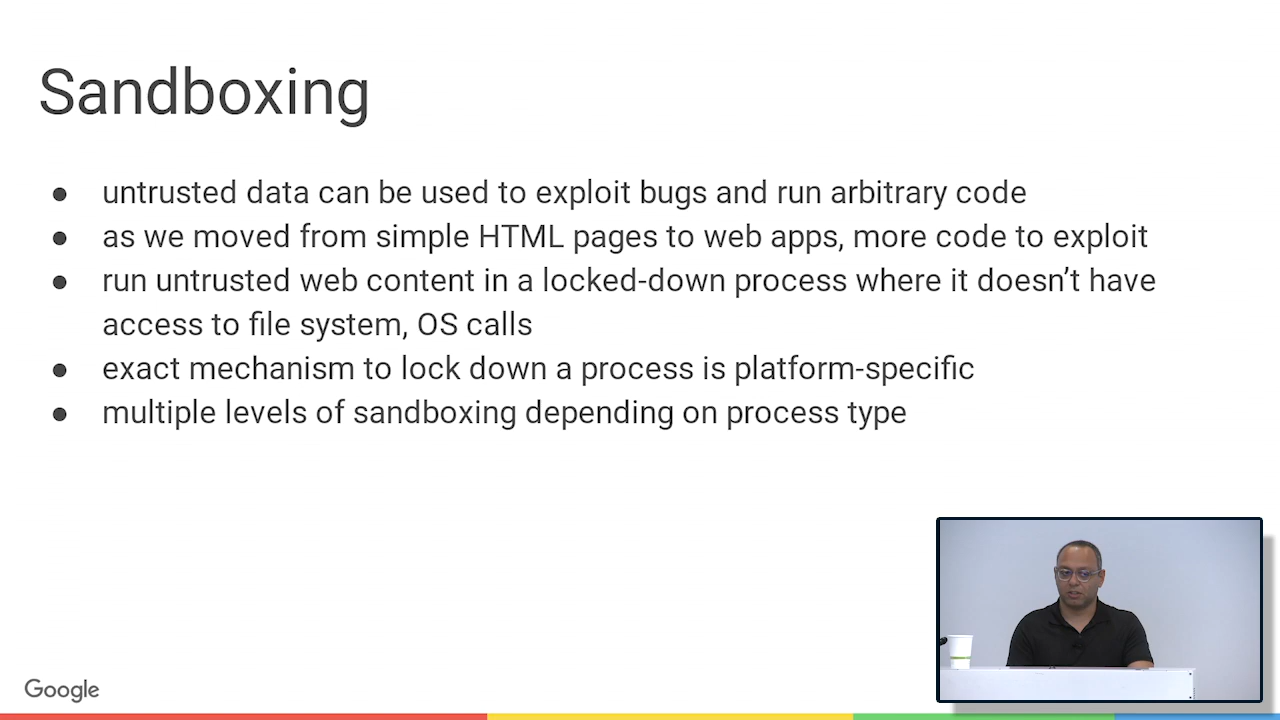 Sandboxing
● untrusted data can be used to exploit bugs and run arbitrary code
● as we moved from simple HTML pages to web apps, more code to exploit
● run untrusted web content in a locked-down process where it doesn’t have
access to file system, OS calls
● exact mechanism to lock down a process is platform-specific
● multiple levels of sandboxing depending on process type
Google